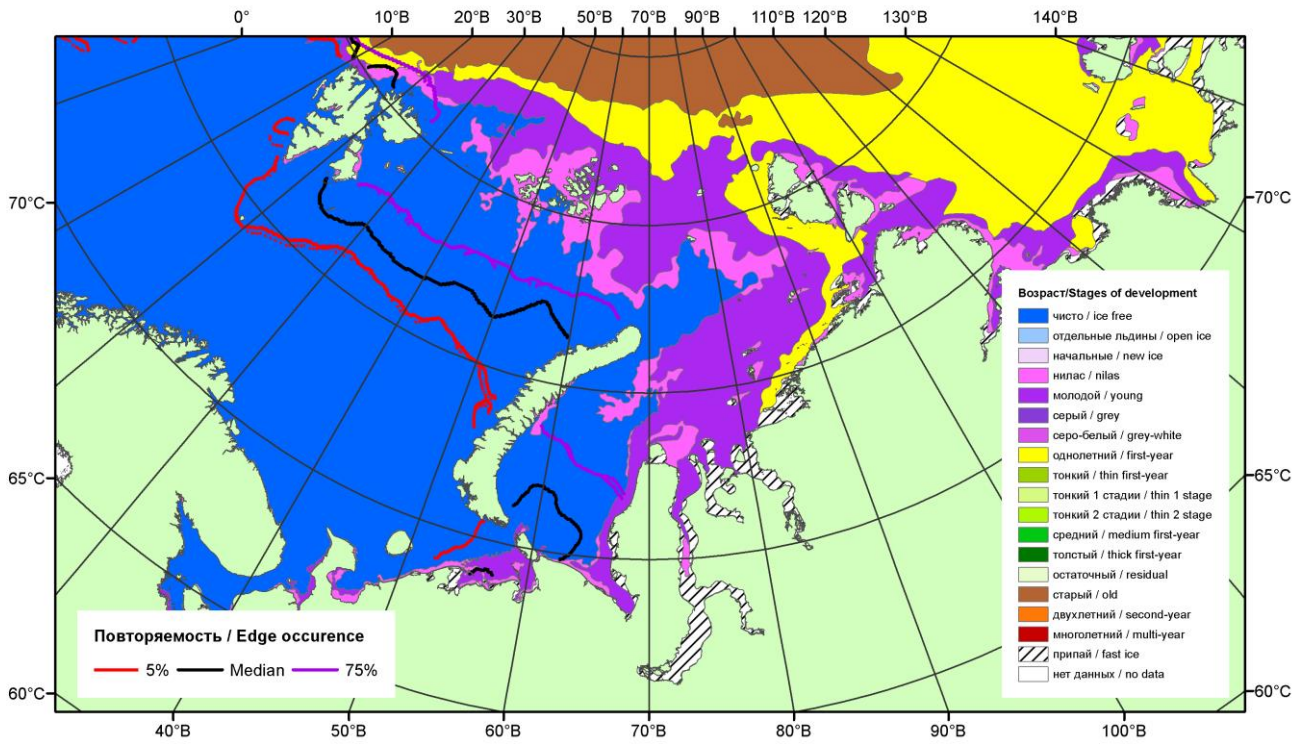 0° 10°B 20°B 30°B 50°B 70°B 90°B 110°B 120°B 130°B 140°B
70°C 70°C
65°C 65°C
60°C 60°C
Возраст/Stages of development
чисто / ice free
отдельные льдины / open ice
начальные / new ice
нилас / nilas
молодой / young
серый / grey
серо-белый / grey-white
однолетний / first-year
тонкий / thin first-year
тонкий 1 стадии / thin 1 stage
тонкий 2 стадии / thin 2 stage
средний / medium first-year
толстый / thick first-year
остаточный / residual
старый / old
двухлетний / second-year
многолетний / multi-year
припай / fast ice
нет данных / no data
Повторяемость / Edge occurence
5% Median 75%
40°B 50°B 60°B 70°B 80°B 90°B 100°B